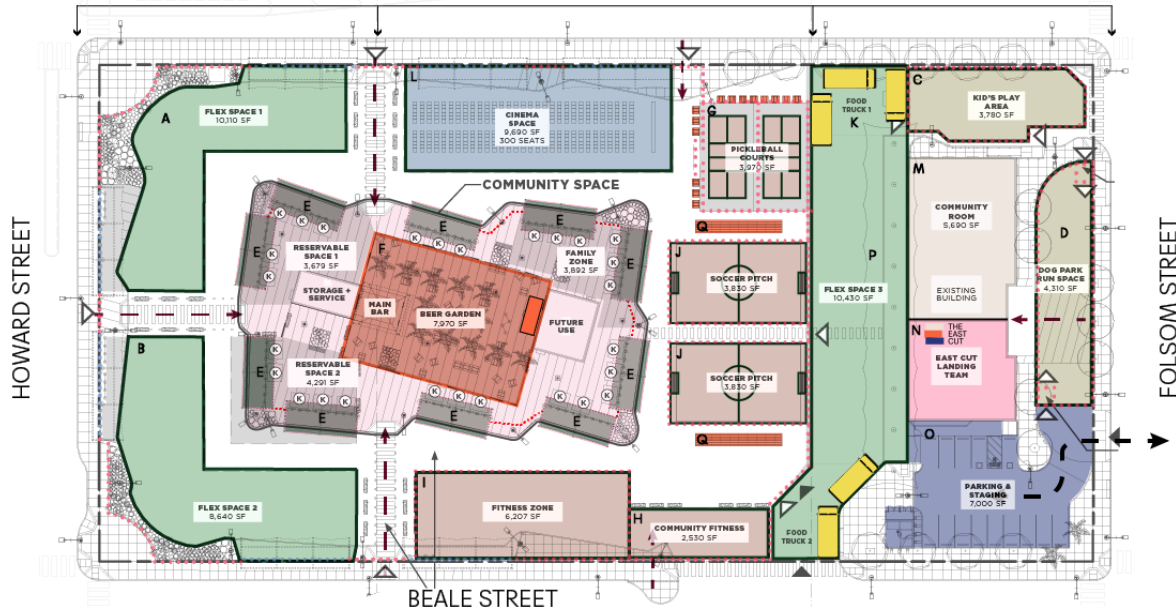 A
FLEX SPACE 1
10,110 SF
L
CINEMA
SPACE
9,690 SF
300 SEATS
G
PICKLEBALL
COURTS
3,970 SF
FOOD
TRUCK 1
K
C
KID'S PLAY
AREA
3,780 SF
COMMUNITY SPACE
E
K K K
E
K K K
E
K K K
E
K K K
E
K K K
RESERVABLE
SPACE 1
3,679 SF
F
FAMILY
ZONE
3,892 SF
STORAGE +
SERVICE
MAIN
BAR
BEER GARDEN
7,970 SF
FUTURE
USE
RESERVABLE
SPACE 2
4,291 SF
E
K K K
E
K K K
E
K K K
E
K K K
E
K K K
Q
J
SOCCER PITCH
3,830 SF
J
SOCCER PITCH
3,830 SF
Q
P
FLEX SPACE 3
10,430 SF
M
COMMUNITY
ROOM
5,690 SF
EXISTING
BUILDING
D
DOG PARK
RUN SPACE
4,310 SF
N
THE
EAST
CUT
EAST CUT
LANDING
TEAM
O
PARKING &
STAGING
7,000 SF
B
FLEX SPACE 2
8,640 SF
I
FITNESS ZONE
6,207 SF
H
COMMUNITY FITNESS
2,530 SF
FOOD
TRUCK 2
HOWARD STREET
FOLSOM STREET
BEALE STREET